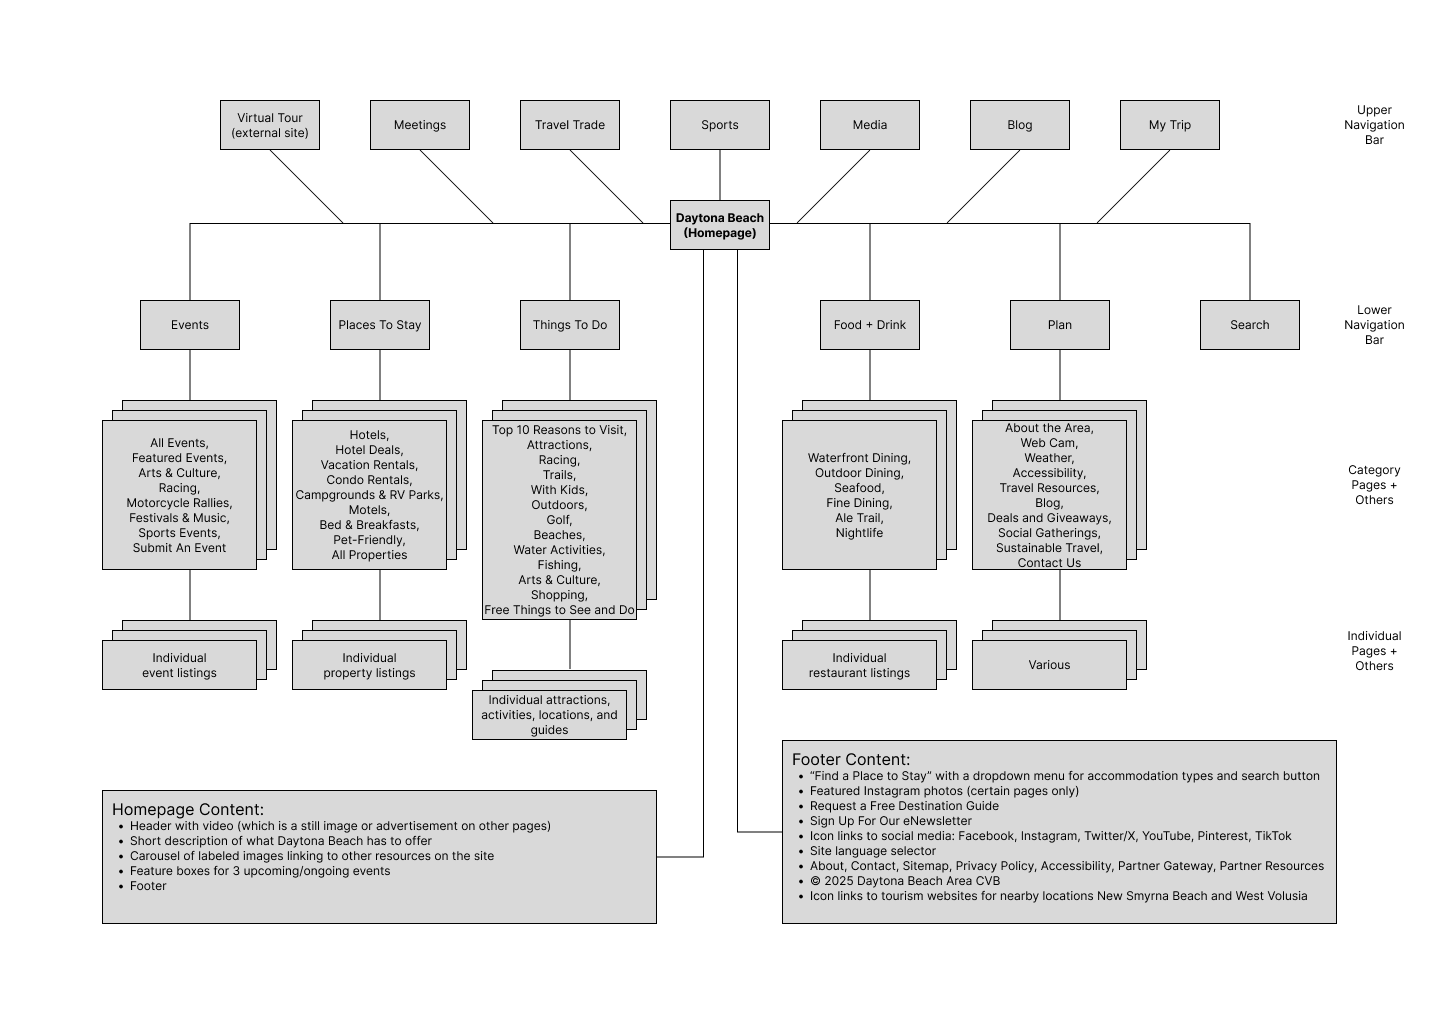 Virtual Tour
(external site)
Meetings
Travel Trade
Sports
Media
Blog
My Trip
Upper
Navigation
Bar
Daytona Beach
(Homepage)
Events
Places To Stay
Things To Do
Food + Drink
Plan
Search
Lower
Navigation
Bar
All Events,
Featured Events,
Arts & Culture,
Racing,
Motorcycle Rallies,
Festivals & Music,
Sports Events,
Submit An Event
Hotels,
Hotel Deals,
Vacation Rentals,
Condo Rentals,
Campgrounds & RV Parks,
Motels,
Bed & Breakfasts,
Pet-Friendly,
All Properties
Top 10 Reasons to Visit,
Attractions,
Racing,
Trails,
With Kids,
Outdoors,
Golf,
Beaches,
Water Activities,
Fishing,
Arts & Culture,
Shopping,
Free Things to See and Do
Waterfront Dining,
Outdoor Dining,
Seafood,
Fine Dining,
Ale Trail,
Nightlife
About the Area,
Web Cam,
Weather,
Accessibility,
Travel Resources,
Blog,
Deals and Giveaways,
Social Gatherings,
Sustainable Travel,
Contact Us
Category
Pages +
Others
Individual
event listings
Individual
property listings
Individual attractions,
activities, locations, and
guides
Individual
restaurant listings
Various
Individual
Pages +
Others
Homepage Content:
• Header with video (which is a still image or advertisement on other pages)
• Short description of what Daytona Beach has to offer
• Carousel of labeled images linking to other resources on the site
• Feature boxes for 3 upcoming/ongoing events
• Footer
Footer Content:
• “Find a Place to Stay” with a dropdown menu for accommodation types and search button
• Featured Instagram photos (certain pages only)
• Request a Free Destination Guide
• Sign Up For Our eNewsletter
• Icon links to social media: Facebook, Instagram, Twitter/X, YouTube, Pinterest, TikTok
• Site language selector
• About, Contact, Sitemap, Privacy Policy, Accessibility, Partner Gateway, Partner Resources
• © 2025 Daytona Beach Area CVB
• Icon links to tourism websites for nearby locations New Smyrna Beach and West Volusia